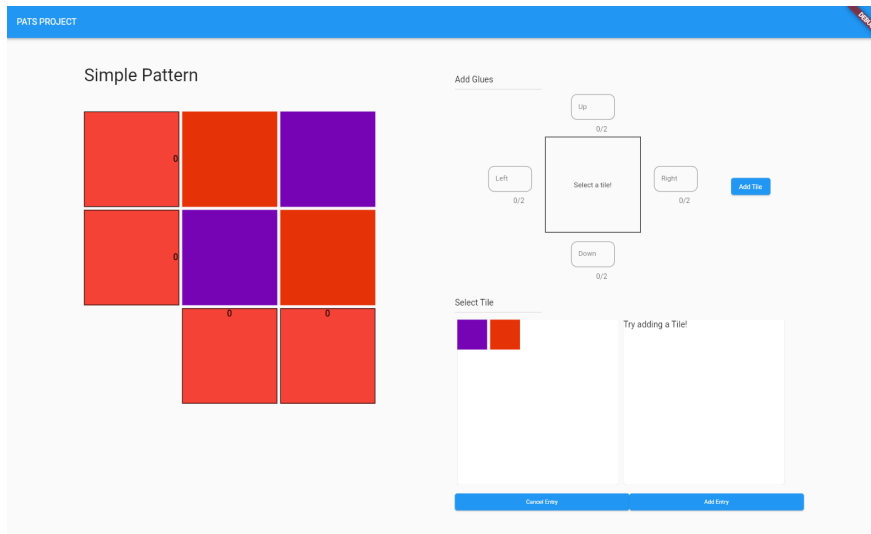 PATS PROJECT
Simple Pattern
0
0
0
0
Add Glues
Up
0/2
Left
0/2
Select a tile!
Right
0/2
Add Tile
Down
0/2
Select Tile
Try adding a Tile!
Cancel Entry
Add Entry